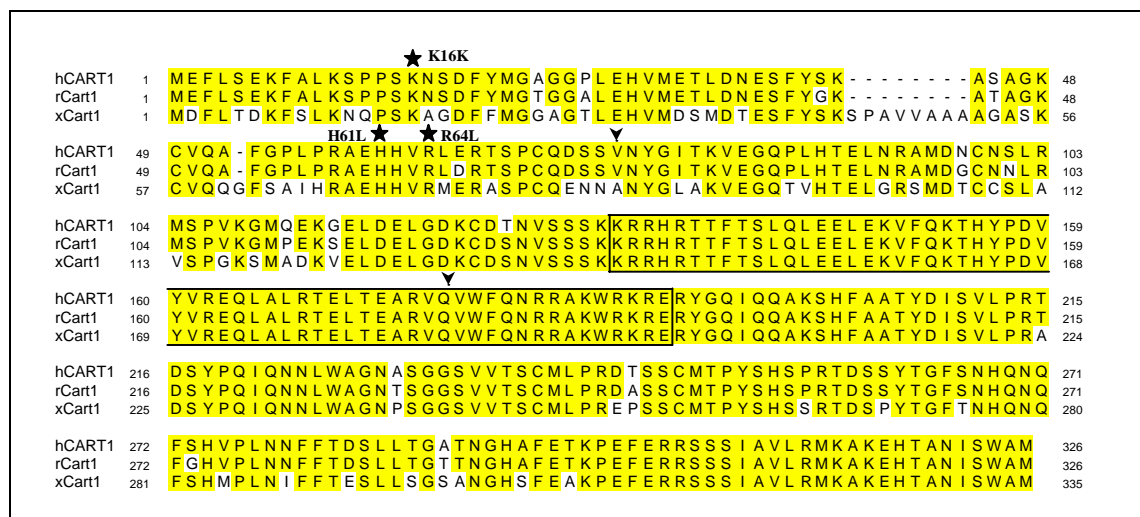 K16K
hCART1 1 MEFLSEKFALKSPPSKNSDFYMGAGGPLEHVMETLDNESFYSK--------ASAGK 48
rCart1 1 MEFLSEKFALKSPPSKNSDFYMGTGGALEHVMETLDNESFYGK--------ATAGK 48
xCart1 1 MDFLTDKFSLKNQPSKAGDFFMGGAGTLEHVMDSMDTESFYSKSPAVVAAAAGASK 56
H61L R64L
hCART1 49 CVQA-FGPLPRAEHHVRLERTSPCQDSSVNYGITKVEGQPLHTELNRAMDNCNSLR 103
rCart1 49 CVQA-FGPLPRAEHHVRLDRTSPCQDSSVNYGITKVEGQPLHTELNRAMDGCNNLR 103
xCart1 57 CVQQGFSAIHRAEHHVRMERASPCQENNANYGLAKVEGQTVHTELGRSMDTCCSLA 112
hCART1 104 MSPVKGMQEKGELDELGDKCDTNVSSSKKRRHRTTFTSLQLEELEKVFQKTHYPDV 159
rCart1 104 MSPVKGMPEKSELDELGDKCDSNVSSSKKRRHRTTFTSLQLEELEKVFQKTHYPDV 159
xCart1 113 VSPGKSMADKVELDELGDKCDSNVSSSKKRRHRTTFTSLQLEELEKVFQKTHYPDV 168
hCART1 160 YVREQLALRTELTEARVQVWFQNRRAKWRKRERYGQIQQAKSHFAATYDISVLPRT 215
rCart1 160 YVREQLALRTELTEARVQVWFQNRRAKWRKRERYGQIQQAKSHFAATYDISVLPRT 215
xCart1 169 YVREQLALRTELTEARVQVWFQNRRAKWRKRERYGQIQQAKSHFAATYDISVLPRA 224
hCART1 216 DSYPQIQNNLWAGNASGGSVVTSCMLPRDTSSCMTPYSHSPRTDSSYTGFSNHQNQ 271
rCart1 216 DSYPQIQNNLWAGNTSGGSVVTSCMLPRDASSCMTPYSHSPRTDSSYTGFSNHQNQ 271
xCart1 225 DSYPQIQNNLWAGNPSGGSVVTSCMLPREPSSCMTPYSHSSRTDSPYTGFTNHQNQ 280
hCART1 272 FSHVPLNNFFTDSLLTGATNGHAFETKPEFERRSSSIAVLRMKAKEHTANISWAM 326
rCart1 272 FGHVPLNNFFTDSLLTGTTNGHAFETKPEFERRSSSIAVLRMKAKEHTANISWAM 326
xCart1 281 FSHMPLNIFFTESLLSGSANGHSFEAKPEFERRSSSIAVLRMKAKEHTANISWAM 335